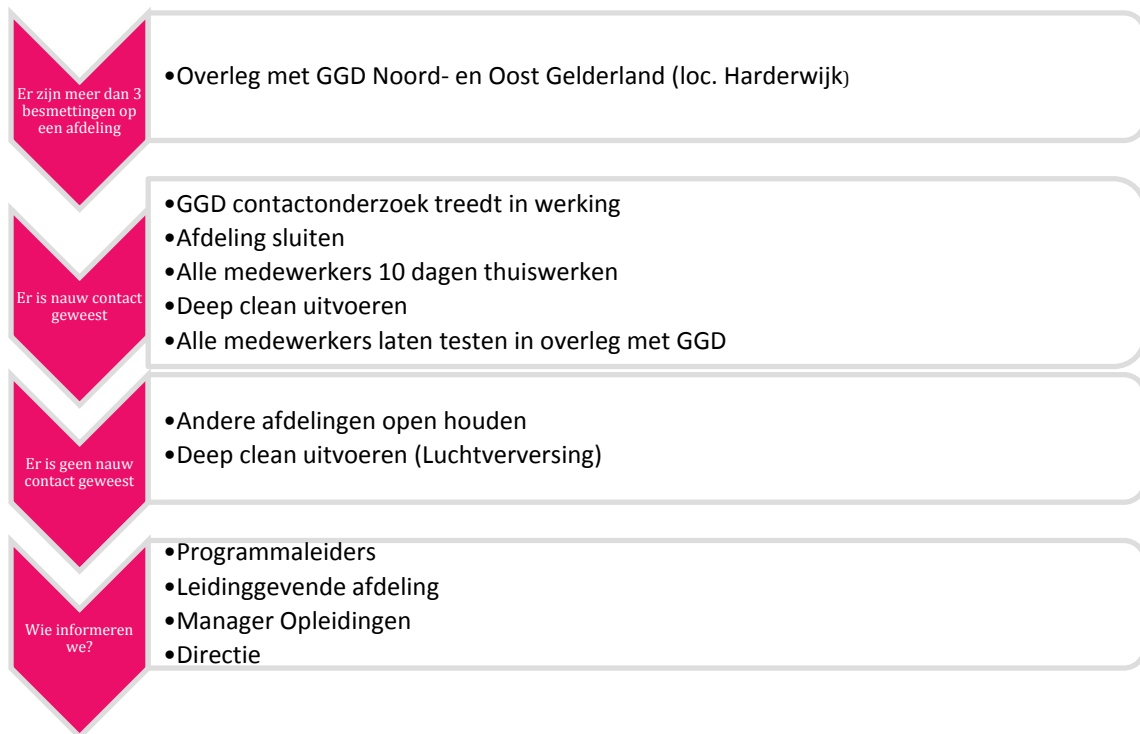 Er zijn meer dan 3
besmettingen op
een afdeling
•Overleg met GGD Noord- en Oost Gelderland (loc. Harderwijk)
Er is nauw contact
geweest
•GGD contactonderzoek treedt in werking
•Afdeling sluiten
•Alle medewerkers 10 dagen thuiswerken
•Deep clean uitvoeren
•Alle medewerkers laten testen in overleg met GGD
Er is geen nauw
contact geweest
•Andere afdelingen open houden
•Deep clean uitvoeren (Luchtverversing)
Wie informeren
we?
•Programmaleiders
•Leidinggevende afdeling
•Manager Opleidingen
•Directie